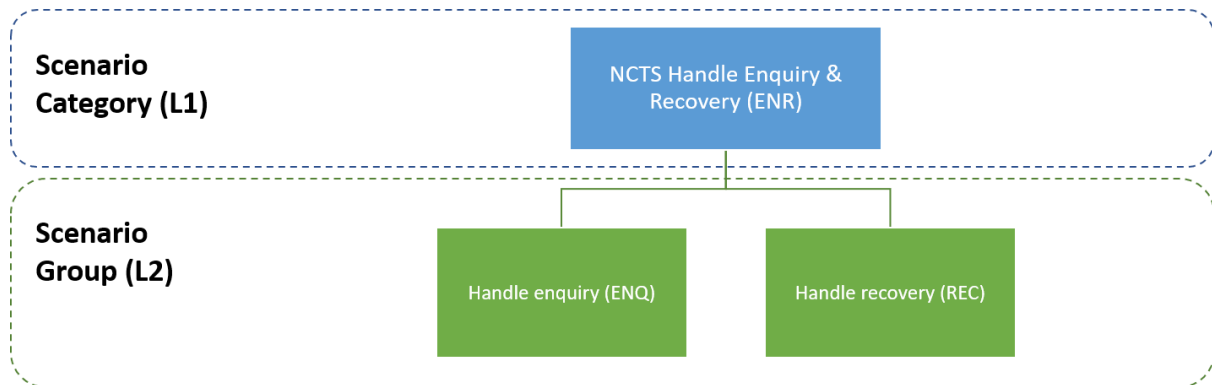 Scenario
Category (L1)
NCTS Handle Enquiry &
Recovery (ENR)
Scenario
Group (L2)
Handle enquiry (ENQ)
Handle recovery (REC)